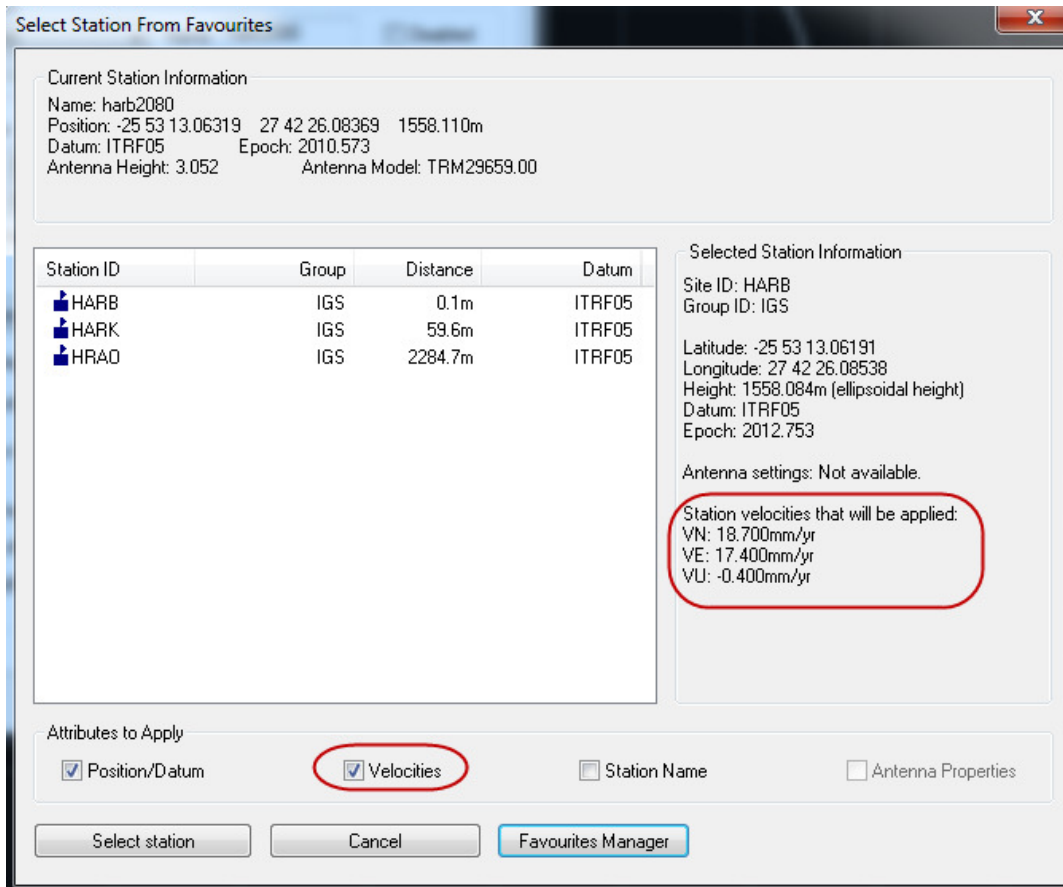 Select Station From Favourites
X
Current Station Information
Name: harb2080
Position: -25 53 13.06319 27 42 26.08369 1558.110m
Datum: ITRF05 Epoch: 2010.573
Antenna Height: 3.052 Antenna Model: TRM29659.00
Station ID Group Distance Datum
HARB IGS 0.1m ITRF05
HARK IGS 59.6m ITRF05
HRAO IGS 2284.7m ITRF05
Selected Station Information
Site ID: HARB
Group ID: IGS
Latitude: -25 53 13.06191
Longitude: 27 42 26.08538
Height: 1558.084m (ellipsoidal height)
Datum: ITRF05
Epoch: 2012.753
Antenna settings: Not available.
Station velocities that will be applied:
VN: 18.700mm/yr
VE: 17.400mm/yr
VU: -0.400mm/yr
Attributes to Apply
Position/Datum Velocities Station Name Antenna Properties
Select station Cancel Favourites Manager